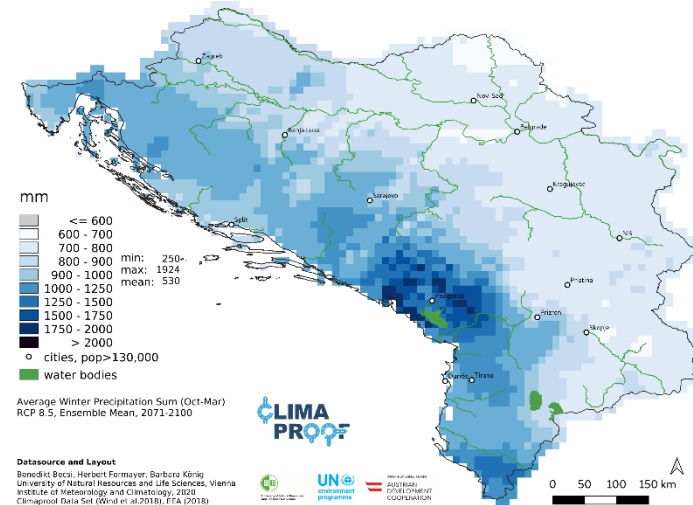 Zagreb
Novi Sad
Belgrade
Banja Luka
Kragujevac
Sarajevo
Split
Niš
Pristina
Podgorica
Prizren
Skopje
Durrës
Tirana
mm
<= 600
600 - 700
700 - 800
800 - 900
900 - 1000
1000 - 1250
1250 - 1500
1500 - 1750
1750 - 2000
> 2000
min: 250
max: 1924
mean: 530
cities, pop>130,000
water bodies
Average Winter Precipitation Sum (Oct-Mar)
RCP 8.5, Ensemble Mean, 2071-2100
CLIMA
PROOF
Datasource and Layout
Benedikt Becsi, Herbert Formayer, Barbara König
University of Natural Resources and Life Sciences, Vienna
Institute of Meteorology and Climatology, 2020
Climaproof Data Set (Wind et al.2018), EEA (2018)
UN
environment
programme
AUSTRIAN
DEVELOPMENT
COOPERATION
0 50 100 150 km